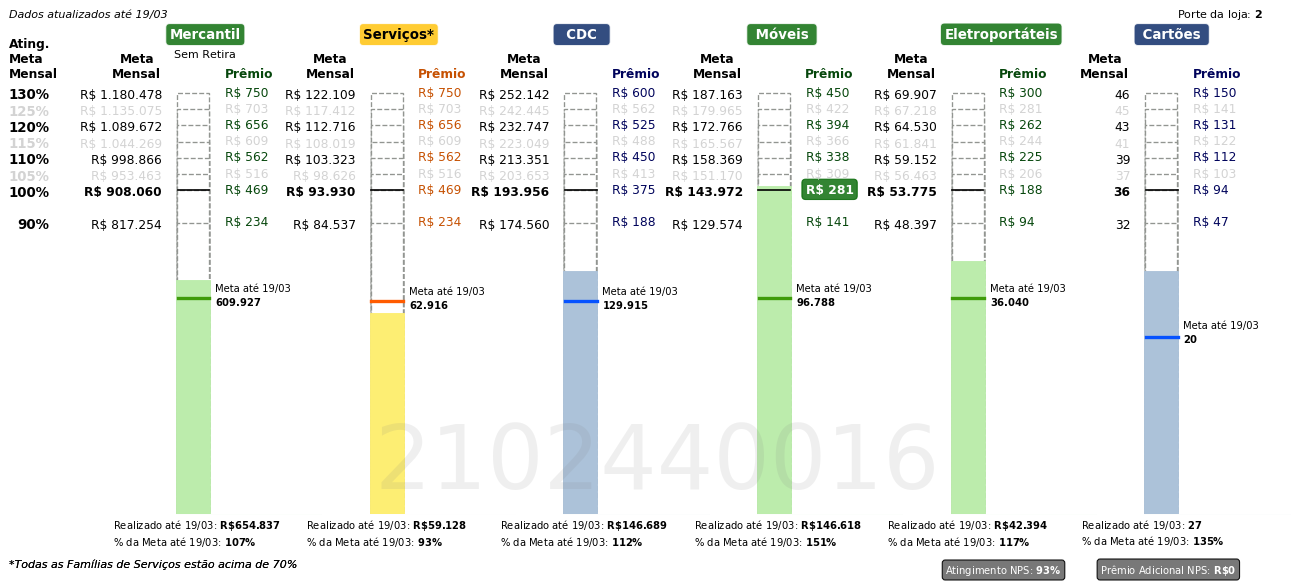 Dados atualizados até 19/03 Porte da loja: 2
Mercantil Serviços* CDC Móveis Eletroportáteis Cartões
Sem Retira
Ating. Meta Mensal
Meta Mensal Prêmio Meta Mensal Prêmio Meta Mensal Prêmio Meta Mensal Prêmio Meta Mensal Prêmio Meta Mensal Prêmio
130% R$ 1.180.478 R$ 750 R$ 122.109 R$ 750 R$ 252.142 R$ 600 R$ 187.163 R$ 450 R$ 69.907 R$ 300 46 R$ 150
125% R$ 1.135.075 R$ 703 R$ 117.412 R$ 703 R$ 242.445 R$ 562 R$ 179.965 R$ 422 R$ 67.218 R$ 281 45 R$ 141
120% R$ 1.089.672 R$ 656 R$ 112.716 R$ 656 R$ 232.747 R$ 525 R$ 172.766 R$ 394 R$ 64.530 R$ 262 43 R$ 131
115% R$ 1.044.269 R$ 609 R$ 108.019 R$ 609 R$ 223.049 R$ 488 R$ 165.567 R$ 366 R$ 61.841 R$ 244 41 R$ 122
110% R$ 998.866 R$ 562 R$ 103.323 R$ 562 R$ 213.351 R$ 450 R$ 158.369 R$ 338 R$ 59.152 R$ 225 39 R$ 112
105% R$ 953.463 R$ 516 R$ 98.626 R$ 516 R$ 203.653 R$ 413 R$ 151.170 R$ 309 R$ 56.463 R$ 206 37 R$ 103
100% R$ 908.060 R$ 469 R$ 93.930 R$ 469 R$ 193.956 R$ 375 R$ 143.972 R$ 281 R$ 53.775 R$ 188 36 R$ 94
90% R$ 817.254 R$ 234 R$ 84.537 R$ 234 R$ 174.560 R$ 188 R$ 129.574 R$ 141 R$ 48.397 R$ 94 32 R$ 47
Meta até 19/03 Meta até 19/03 Meta até 19/03 Meta até 19/03 Meta até 19/03
609.927 62.916 129.915 96.788 36.040
Meta até 19/03
20
2102440016
Realizado até 19/03: R$654.837 Realizado até 19/03: R$59.128 Realizado até 19/03: R$146.689 Realizado até 19/03: R$146.618 Realizado até 19/03: R$42.394 Realizado até 19/03: 27
% da Meta até 19/03: 107% % da Meta até 19/03: 93% % da Meta até 19/03: 112% % da Meta até 19/03: 151% % da Meta até 19/03: 117% % da Meta até 19/03: 135%
*Todas as Famílias de Serviços estão acima de 70% Atingimento NPS: 93% Prêmio Adicional NPS: R$0